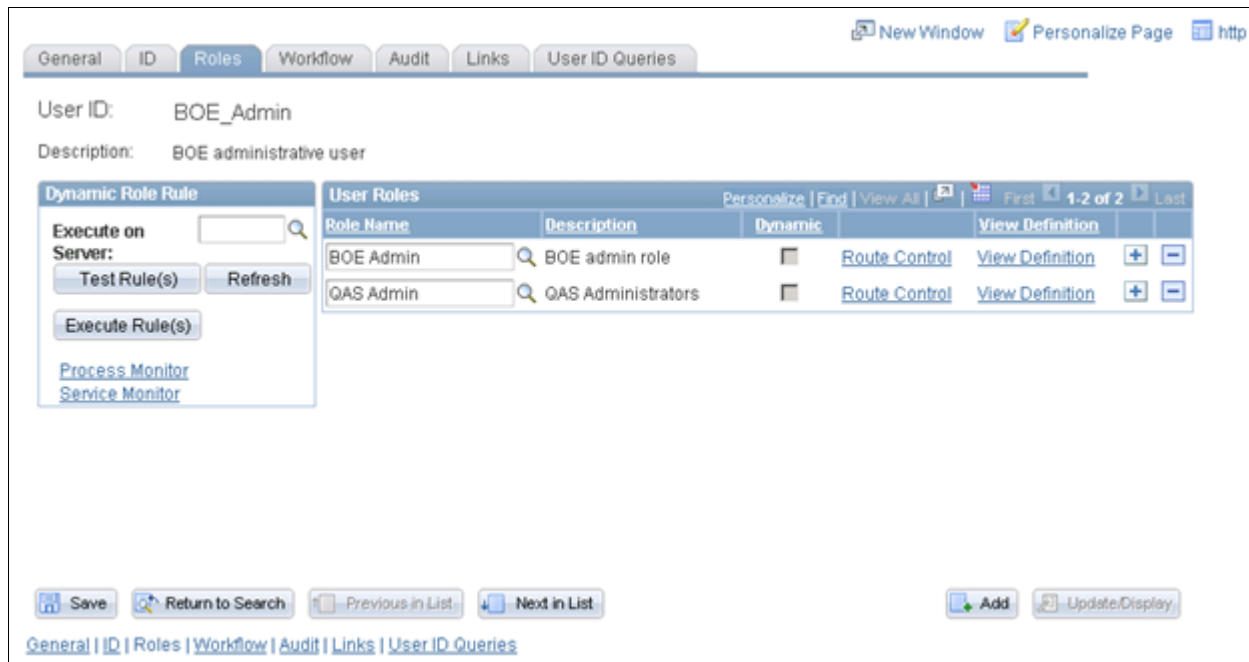 New Window Personalize Page http
General ID Roles Workflow Audit Links User ID Queries
User ID: BOE_Admin
Description: BOE administrative user
Dynamic Role Rule
Execute on
Server:
Test Rule(s) Refresh
Execute Rule(s)
Process Monitor
Service Monitor
User Roles Personalize | Find | View All | | First 1-2 of 2 Last
Role Name Description Dynamic View Definition
BOE Admin BOE admin role Route Control View Definition + -
QAS Admin QAS Administrators Route Control View Definition + -
Save Return to Search Previous in List Next in List Add Update/Display
General | ID | Roles | Workflow | Audit | Links | User ID Queries